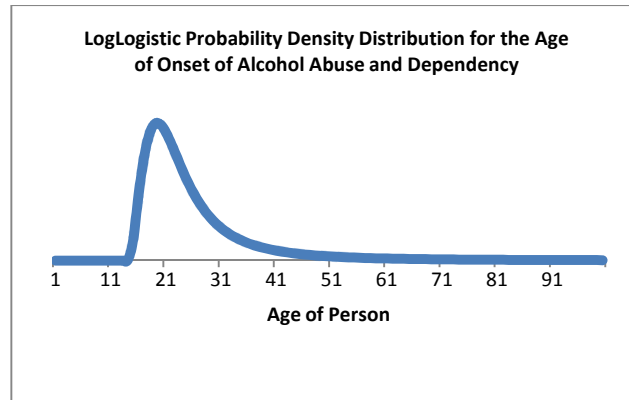 LogLogistic Probability Density Distribution for the Age
of Onset of Alcohol Abuse and Dependency
1 11 21 31 41 51 61 71 81 91
Age of Person